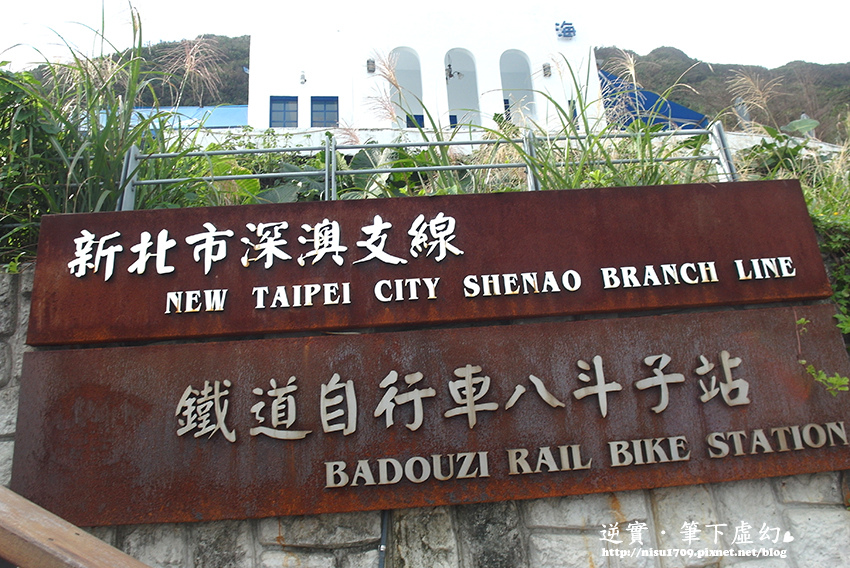 海
新北市深澳支線
NEW TAIPEI CITY SHENAO BRANCH LINE
鐵道自行車八斗子站
BADOUZI RAIL BIKE STATION
逆實·筆下虛幻
http://nisu1709.pixnet.net/blog